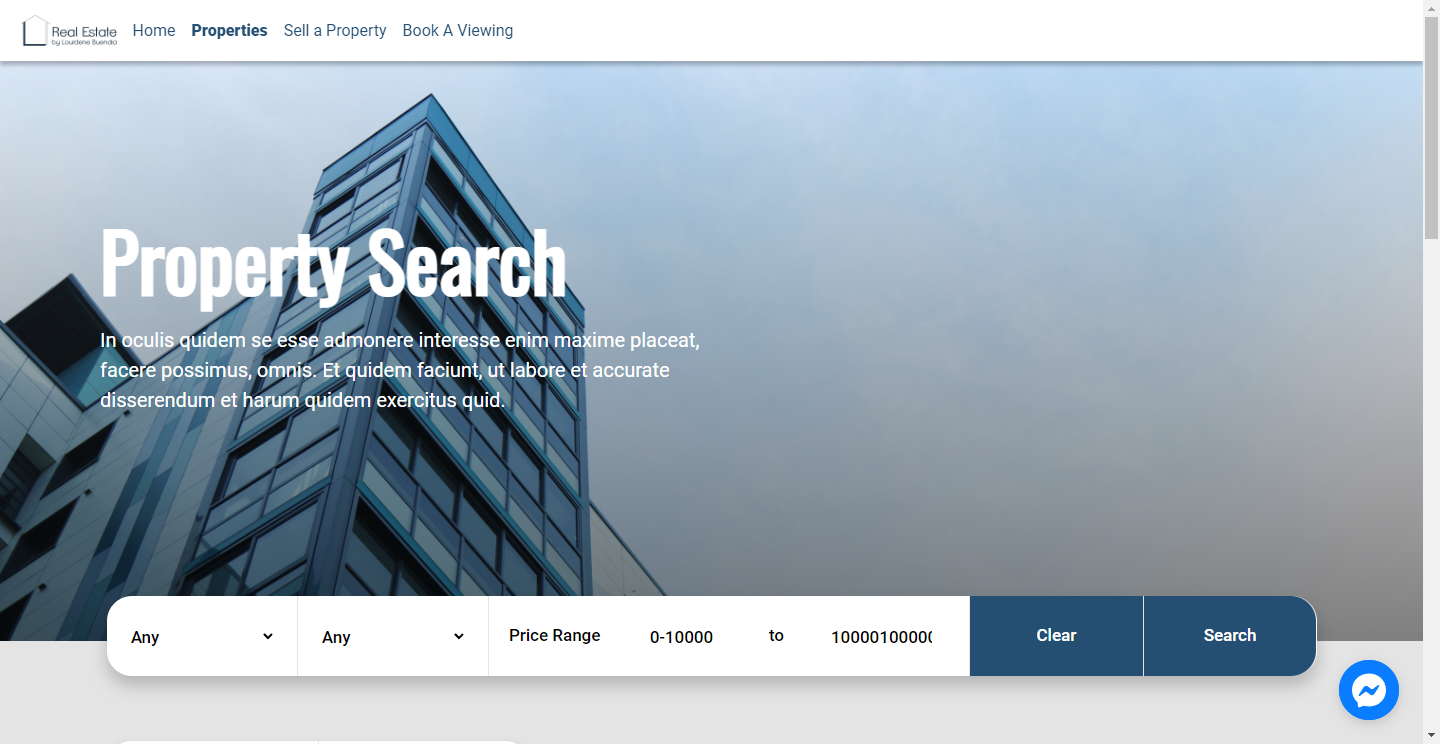 Real Estate
by Lourdene Buendia
Home
Properties
Sell a Property
Book A Viewing
Property Search
In oculis quidem se esse admonere interesse enim maxime placeat,
facere possimus, omnis. Et quidem faciunt, ut labore et accurate
disserendum et harum quidem exercitus quid.
Any
Any
Price Range
0-10000
to
1000010000
Clear
Search